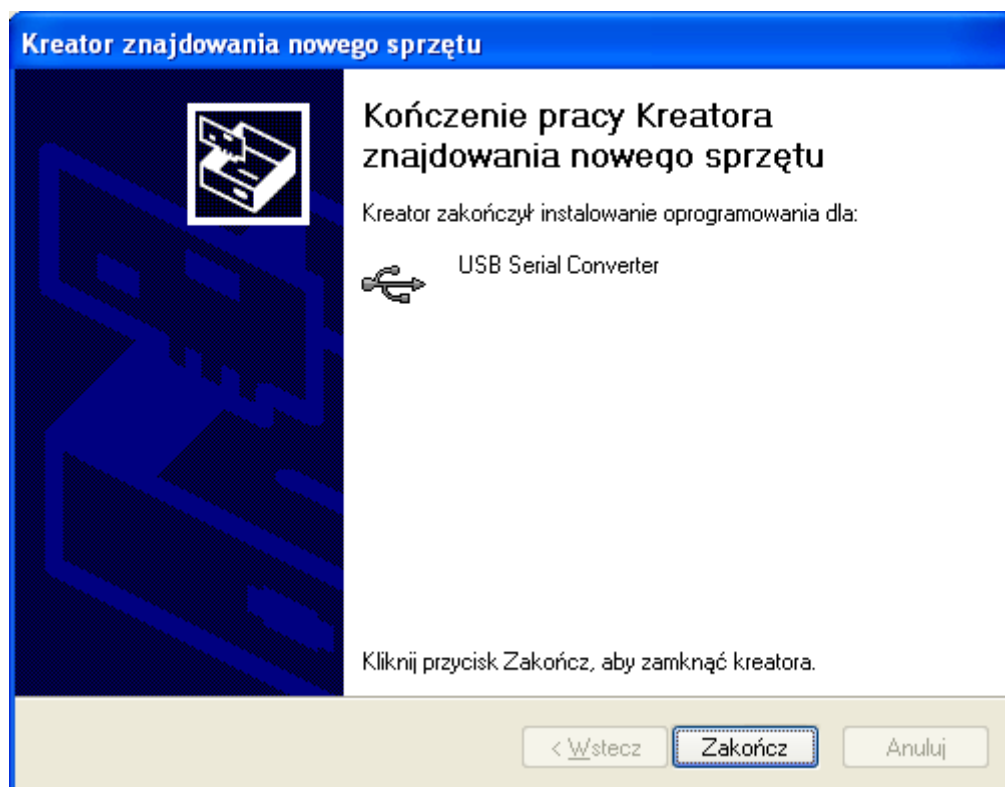 Kreator znajdowania nowego sprzętu
Kończenie pracy Kreatora
znajdowania nowego sprzętu
Kreator zakończył instalowanie oprogramowania dla:
USB Serial Converter
Kliknij przycisk Zakończ, aby zamknąć kreatora.
< Wstecz
Zakończ
Anuluj